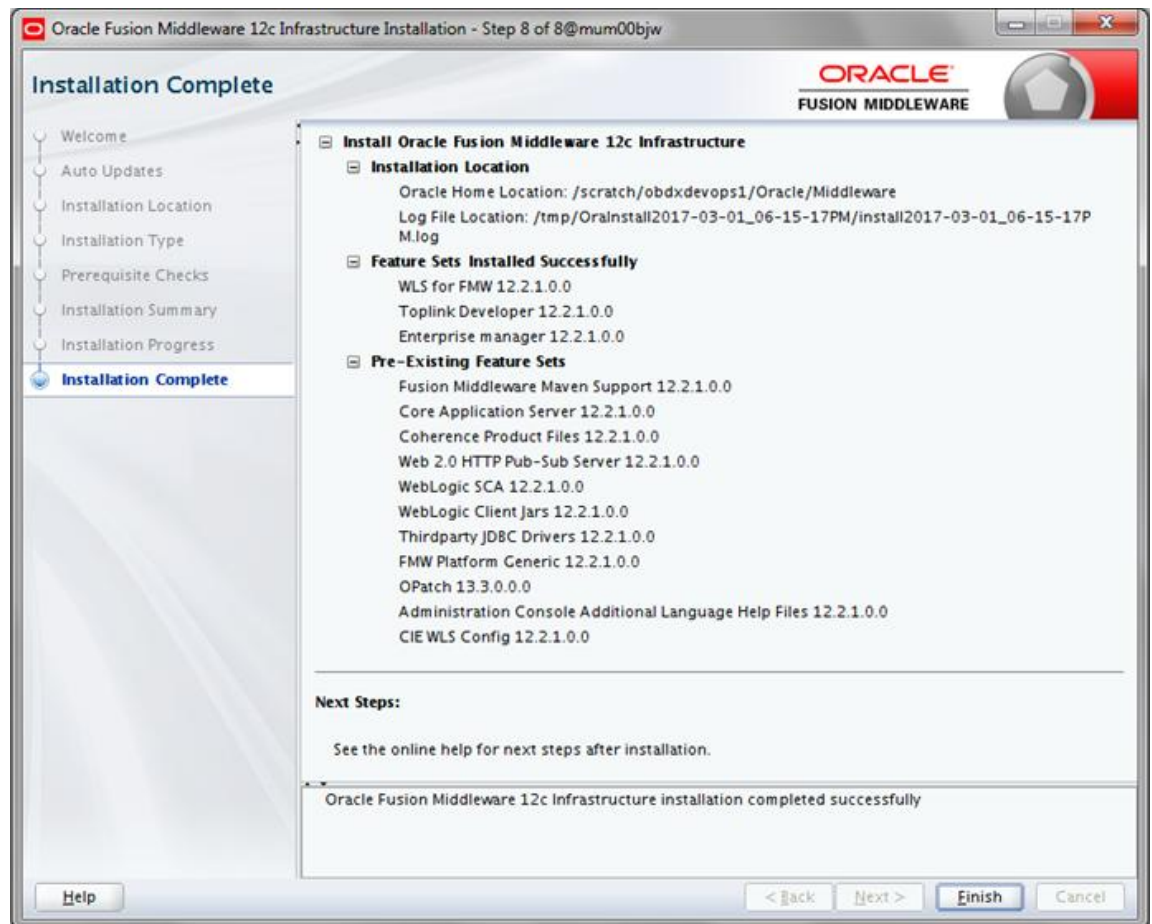 Oracle Fusion Middleware 12c Infrastructure Installation - Step 8 of 8@mum00bjw
Installation Complete
ORACLE
FUSION MIDDLEWARE
Welcome
Auto Updates
Installation Location
Installation Type
Prerequisite Checks
Installation Summary
Installation Progress
Installation Complete
Install Oracle Fusion Middleware 12c Infrastructure
Installation Location
Oracle Home Location: /scratch/obdxdevops1/Oracle/Middleware
Log File Location: /tmp/OraInstall2017-03-01_06-15-17PM/install2017-03-01_06-15-17P
M.log
Feature Sets Installed Successfully
WLS for FMW 12.2.1.0.0
Toplink Developer 12.2.1.0.0
Enterprise manager 12.2.1.0.0
Pre-Existing Feature Sets
Fusion Middleware Maven Support 12.2.1.0.0
Core Application Server 12.2.1.0.0
Coherence Product Files 12.2.1.0.0
Web 2.0 HTTP Pub-Sub Server 12.2.1.0.0
WebLogic SCA 12.2.1.0.0
WebLogic Client Jars 12.2.1.0.0
Thirdparty JDBC Drivers 12.2.1.0.0
FMW Platform Generic 12.2.1.0.0
OPatch 13.3.0.0.0
Administration Console Additional Language Help Files 12.2.1.0.0
CIE WLS Config 12.2.1.0.0
Next Steps:
See the online help for next steps after installation.
Oracle Fusion Middleware 12c Infrastructure installation completed successfully
Help
< Back
Next >
Finish
Cancel